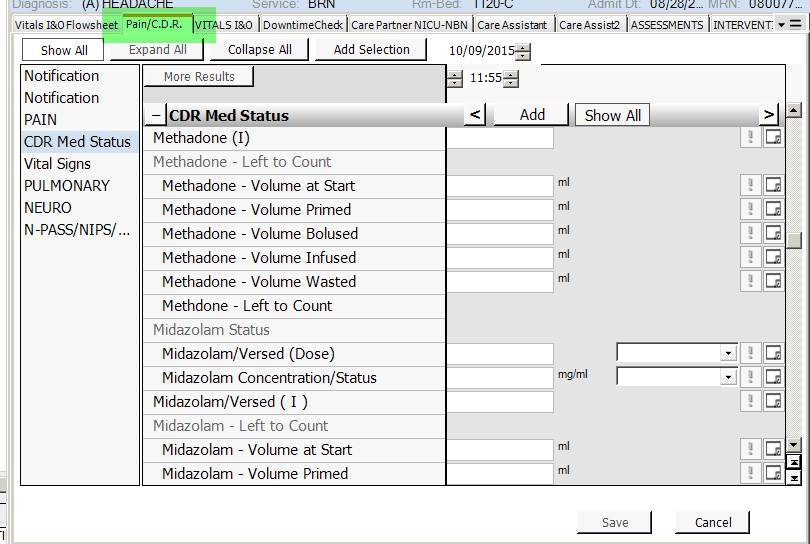 Diagnosis: (A) HEADACHE Service: BRN Rm-Bed: 1120-C Admit Dt: 08/28/2... MRN: 080077
Vitals I&O Flowsheet Pain/C.D.R. VITALS I&O DowntimeCheck Care Partner NICU-NBN Care Assistant Care Assist2 ASSESSMENTS INTERVENT
Show All Expand All Collapse All Add Selection 10/09/2015
Notification More Results 11:55
Notification
PAIN
CDR Med Status
Vital Signs
PULMONARY
NEURO
N-PASS/NIPS/...
– CDR Med Status < Add Show All >
Methadone (I)
Methadone - Left to Count
Methadone - Volume at Start ml
Methadone - Volume Primed ml
Methadone - Volume Bolused ml
Methadone - Volume Infused ml
Methadone - Volume Wasted ml
Methdone - Left to Count
Midazolam Status
Midazolam/Versed (Dose)
Midazolam Concentration/Status mg/ml
Midazolam/Versed ( I )
Midazolam - Left to Count
Midazolam - Volume at Start ml
Midazolam - Volume Primed ml
Save Cancel